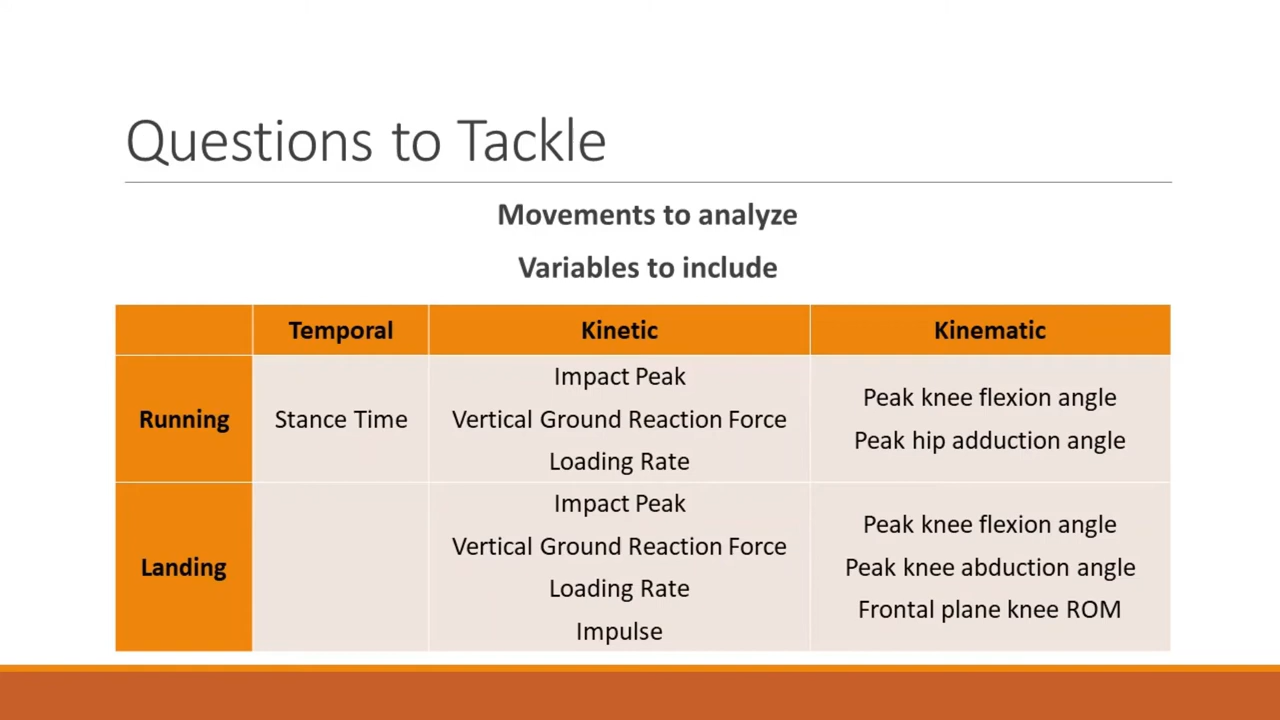 Questions to Tackle
Movements to analyze
Variables to include
Temporal
Kinetic
Kinematic
Running
Stance Time
Impact Peak
Vertical Ground Reaction Force
Loading Rate
Peak knee flexion angle
Peak hip adduction angle
Landing
Impact Peak
Vertical Ground Reaction Force
Loading Rate
Impulse
Peak knee flexion angle
Peak knee abduction angle
Frontal plane knee ROM